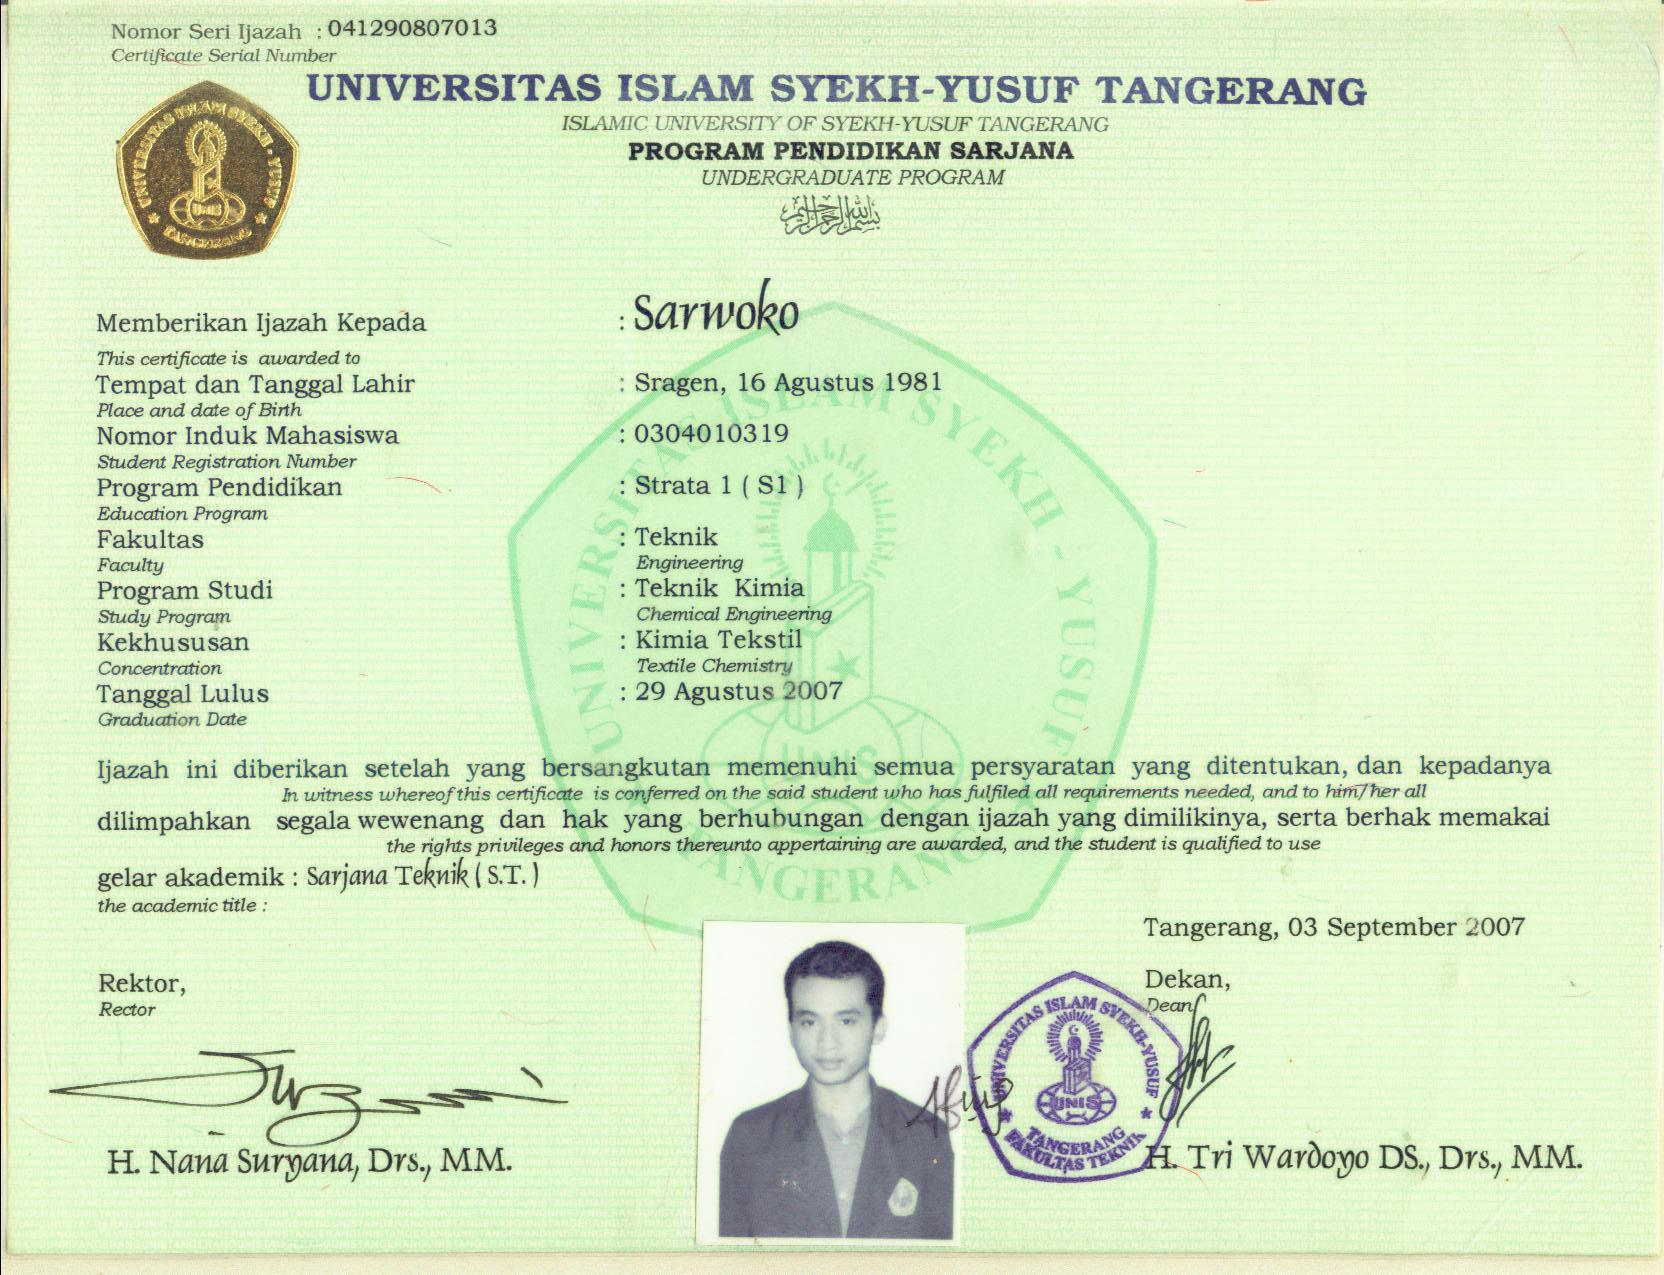 Nomor Seri Ijazah : 041290807013
Certificate Serial Number
UNIVERSITAS ISLAM SYEKH-YUSUF TANGERANG
ISLAMIC UNIVERSITY OF SYEKH-YUSUF TANGERANG
PROGRAM PENDIDIKAN SARJANA
UNDERGRADUATE PROGRAM
بسم الله الرحمن الرحيم
UNIVERSITAS ISLAM SYEKH - YUSUF
UNIS
TANGERANG
Memberikan Ijazah Kepada : Sarwoko
This certificate is awarded to
Tempat dan Tanggal Lahir : Sragen, 16 Agustus 1981
Place and date of Birth
Nomor Induk Mahasiswa : 0304010319
Student Registration Number
Program Pendidikan : Strata 1 ( S1 )
Education Program
Fakultas : Teknik
Faculty Engineering
Program Studi : Teknik Kimia
Study Program Chemical Engineering
Kekhususan : Kimia Tekstil
Concentration Textile Chemistry
Tanggal Lulus : 29 Agustus 2007
Graduation Date
UNIVERSITAS ISLAM SYEKH - YUSUF
UNIS
TANGERANG
Ijazah ini diberikan setelah yang bersangkutan memenuhi semua persyaratan yang ditentukan, dan kepadanya
In witness whereof this certificate is conferred on the said student who has fulfiled all requirements needed, and to him/her all
dilimpahkan segala wewenang dan hak yang berhubungan dengan ijazah yang dimilikinya, serta berhak memakai
the rights privileges and honors thereunto appertaining are awarded, and the student is qualified to use
gelar akademik : Sarjana Teknik ( S.T. )
the academic title :
Tangerang, 03 September 2007
Rektor, Dekan,
Rector Dean
UNIVERSITAS ISLAM SYEKH-YUSUF
UNIS
TANGERANG
FAKULTAS TEKNIK
H. Nana Suryana, Drs., MM. H. Tri Wardoyo DS., Drs., MM.